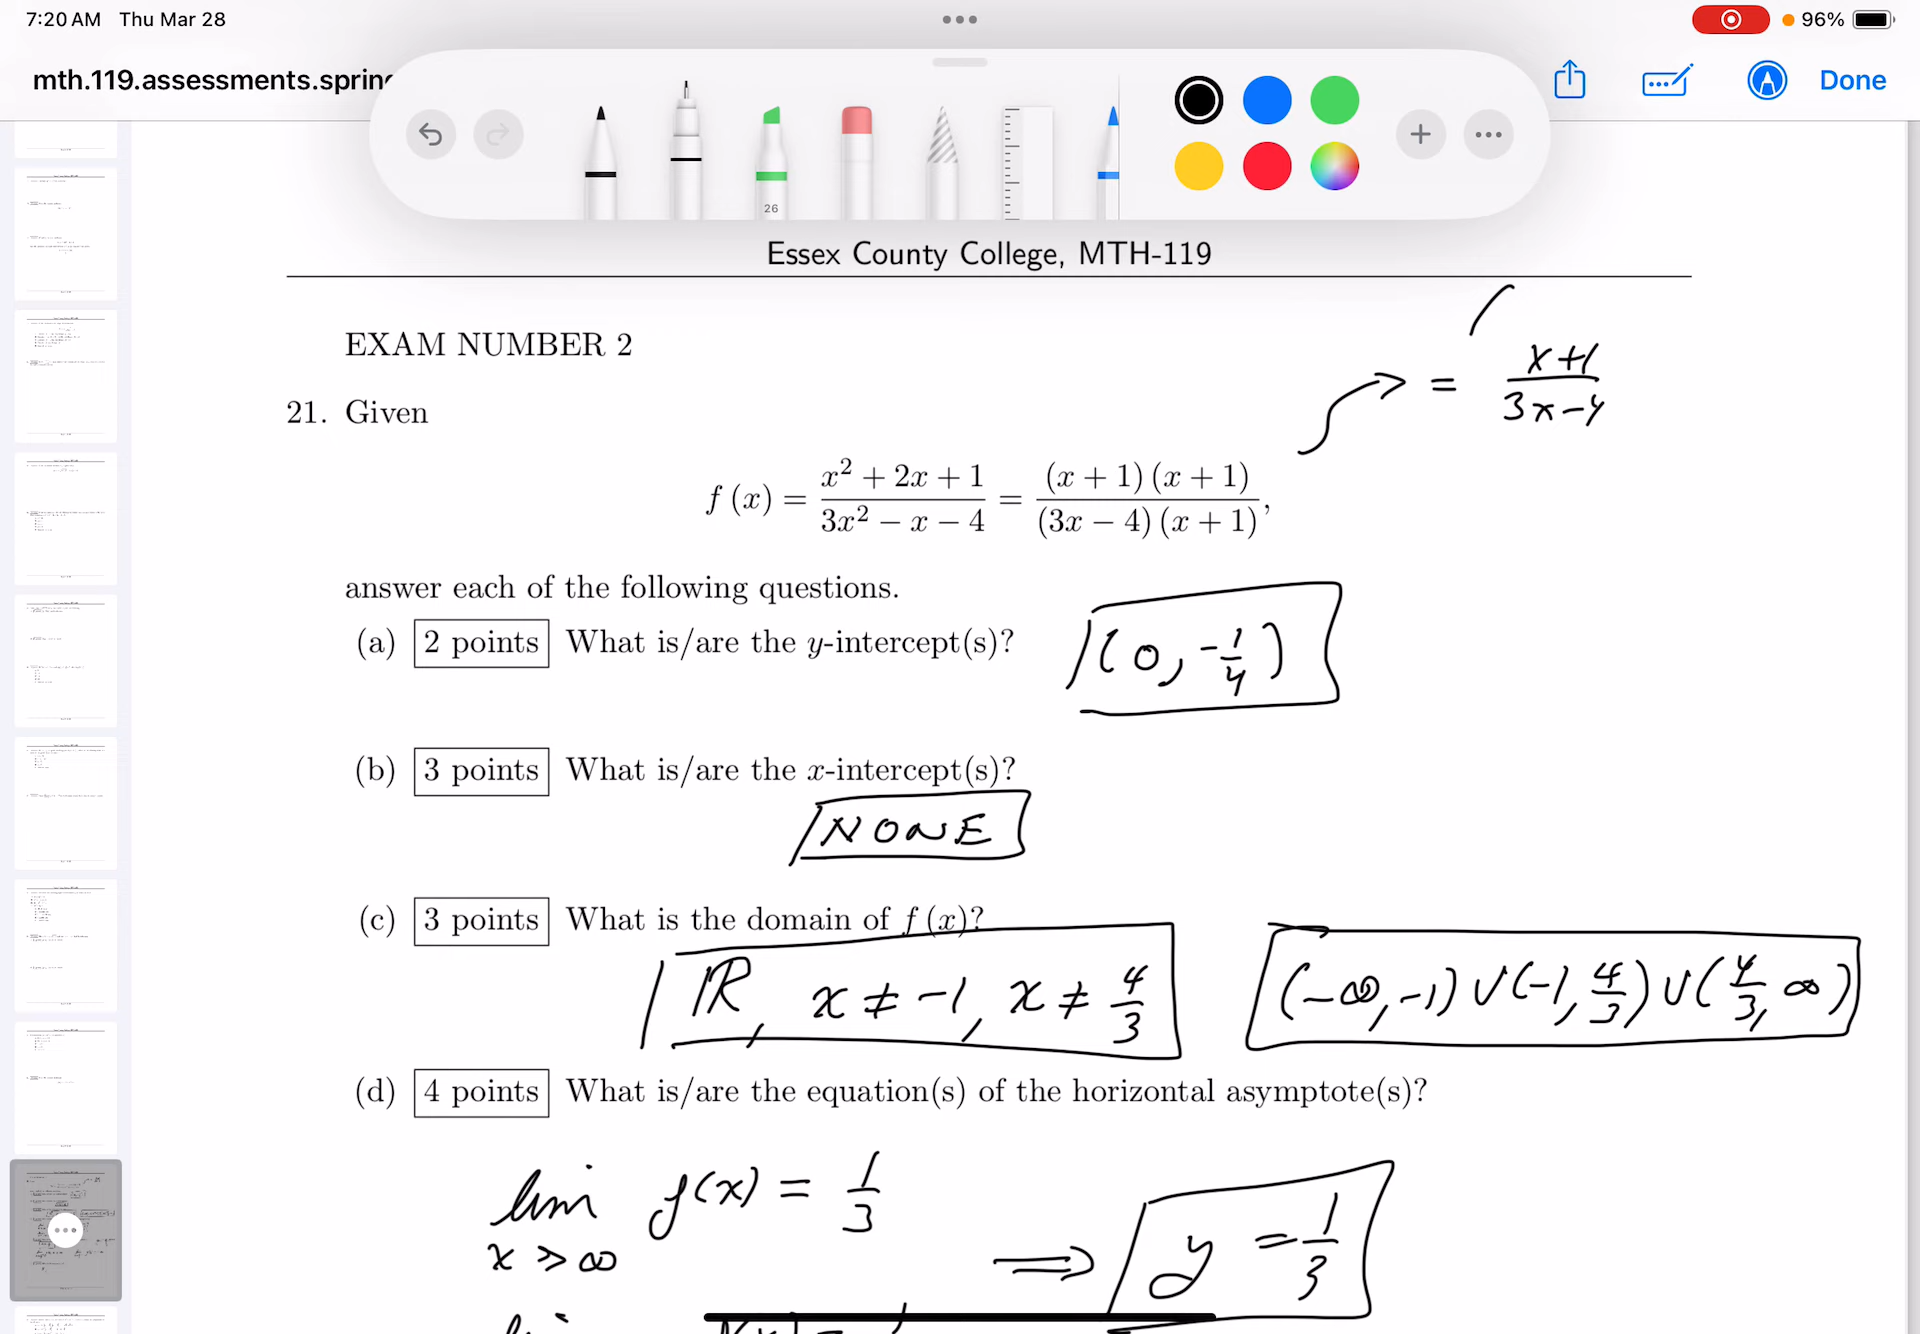 7:20 AM Thu Mar 28
96%
mth.119.assessments.spring
Done
26
Essex County College, MTH-119
EXAM NUMBER 2
= x+1 / 3x-4
21. Given
f (x) = x² + 2x + 1 / 3x² − x − 4 = (x + 1) (x + 1) / (3x − 4) (x + 1),
answer each of the following questions.
(a) 2 points What is/are the y-intercept(s)? (0, -1/4)
(b) 3 points What is/are the x-intercept(s)?
NONE
(c) 3 points What is the domain of f (x)?
ℝ, x ≠ -1, x ≠ 4/3 (-∞, -1) ∪ (-1, 4/3) ∪ (4/3, ∞)
(d) 4 points What is/are the equation(s) of the horizontal asymptote(s)?
lim f(x) = 1/3
x → ∞
⟹ y = 1/3